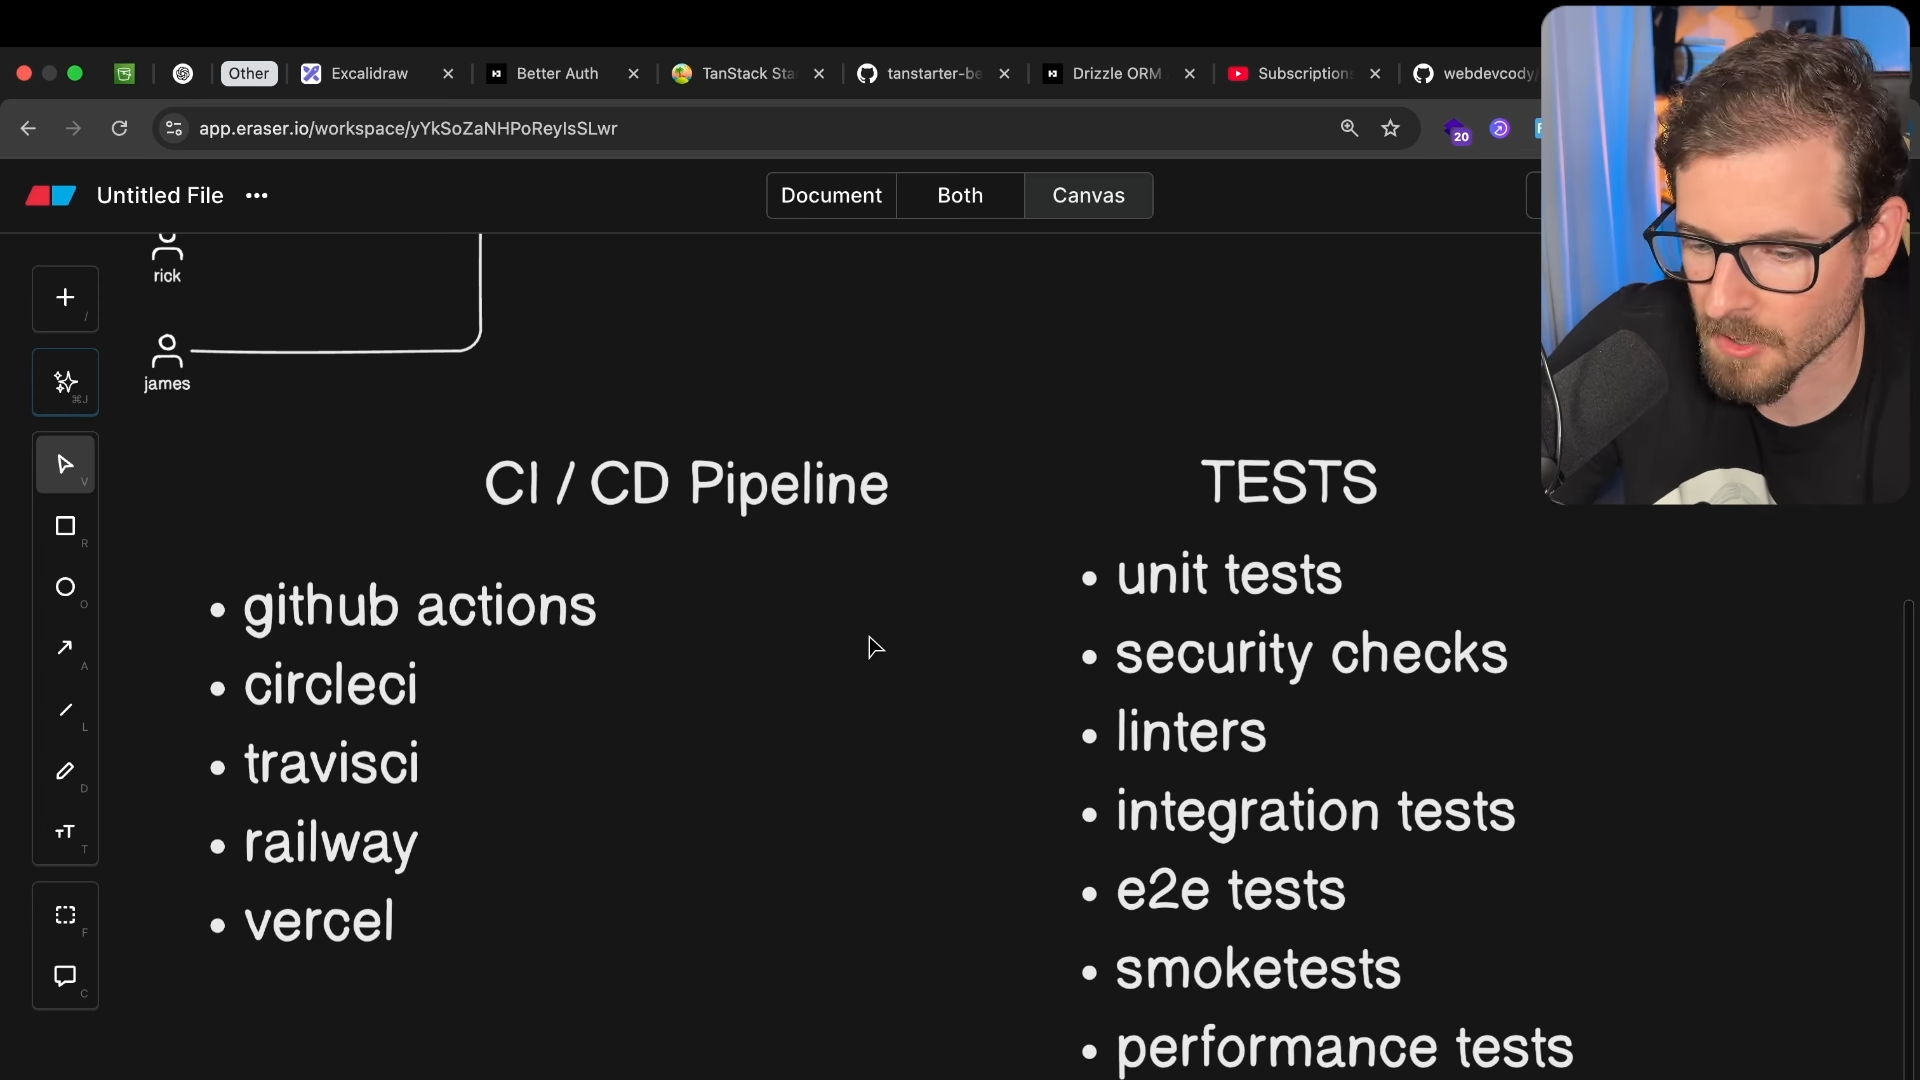 Other
Excalidraw
Better Auth
TanStack Sta
tanstarter-be
Drizzle ORM
Subscriptions
webdevcody/
app.eraser.io/workspace/yYkSoZaNHPoReyIsSLwr
20
Untitled File
Document
Both
Canvas
rick
james
/
⌘J
V
R
O
A
L
D
T
F
C
CI / CD Pipeline
• github actions
• circleci
• travisci
• railway
• vercel
TESTS
• unit tests
• security checks
• linters
• integration tests
• e2e tests
• smoketests
• performance tests